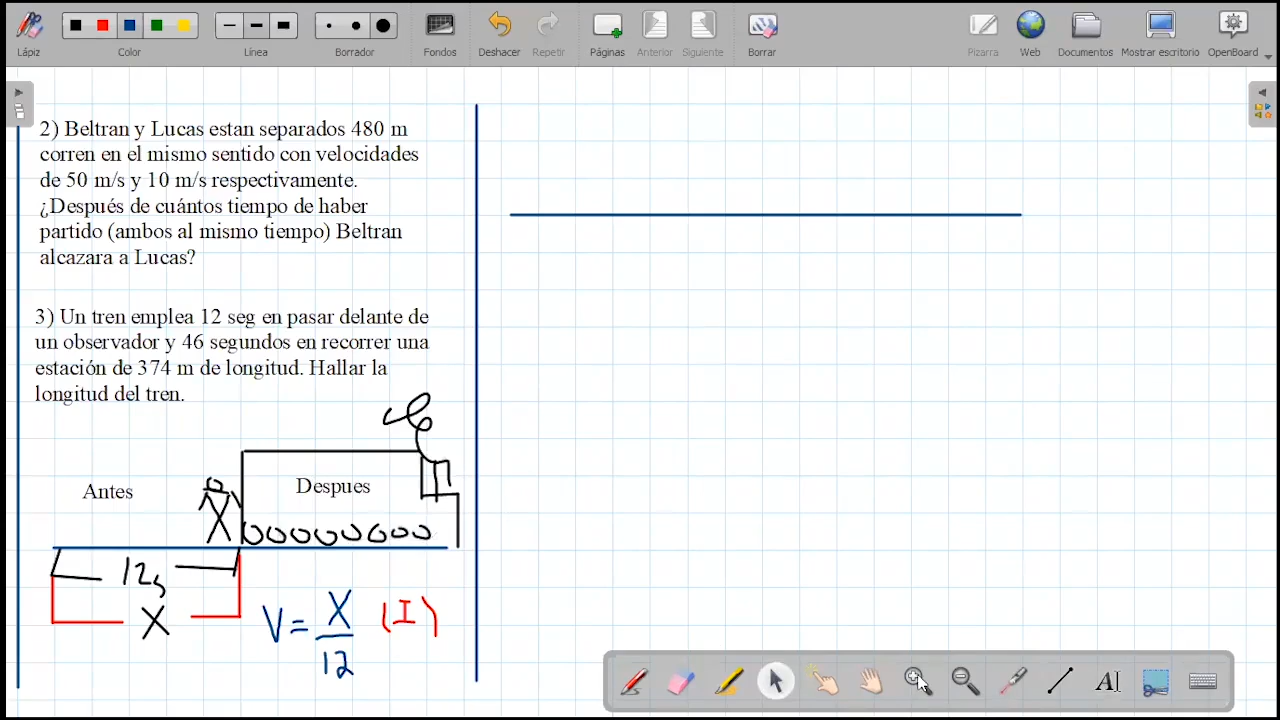 Lápiz
Color
Línea
Borrador
Fondos
Deshacer
Repetir
Páginas
Anterior
Siguiente
Borrar
Pizarra
Web
Documentos
Mostrar escritorio
OpenBoard
2) Beltran y Lucas estan separados 480 m
corren en el mismo sentido con velocidades
de 50 m/s y 10 m/s respectivamente.
¿Después de cuántos tiempo de haber
partido (ambos al mismo tiempo) Beltran
alcazara a Lucas?
3) Un tren emplea 12 seg en pasar delante de
un observador y 46 segundos en recorrer una
estación de 374 m de longitud. Hallar la
longitud del tren.
Antes
Despues
12s
X
V = X/12 (I)
AI